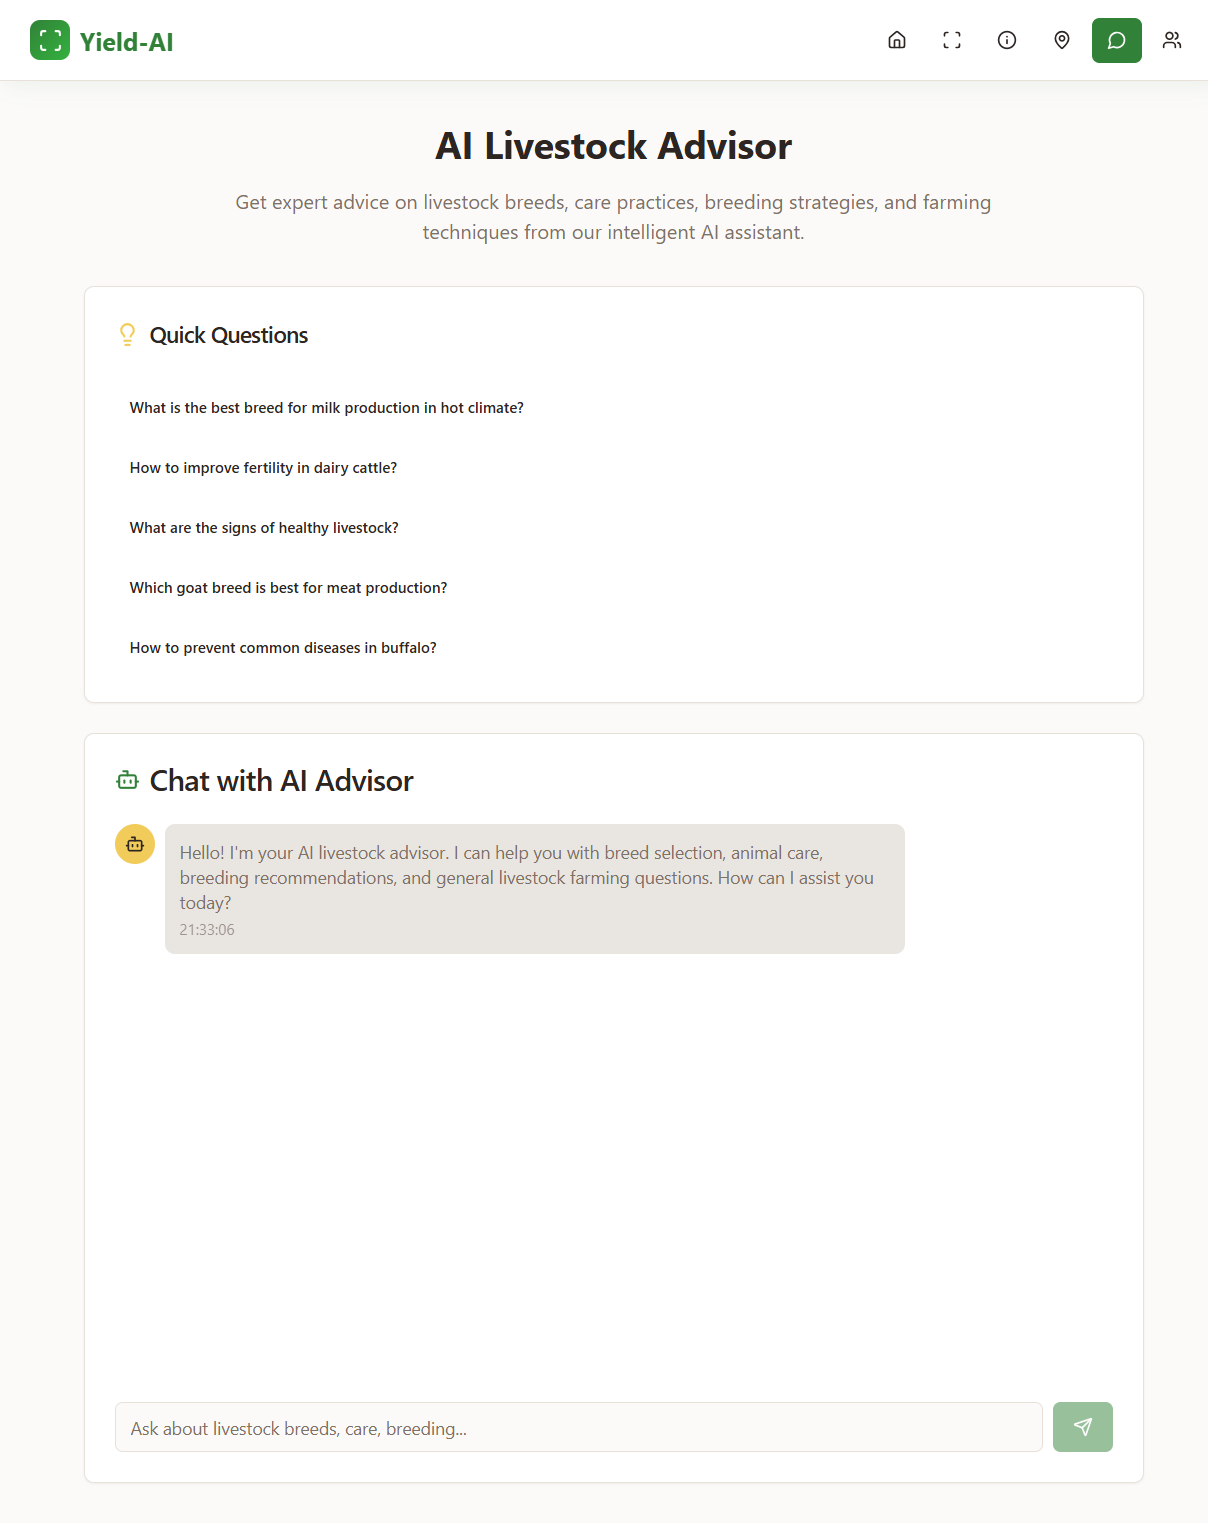 Yield-AI
AI Livestock Advisor
Get expert advice on livestock breeds, care practices, breeding strategies, and farming
techniques from our intelligent AI assistant.
Quick Questions
What is the best breed for milk production in hot climate?
How to improve fertility in dairy cattle?
What are the signs of healthy livestock?
Which goat breed is best for meat production?
How to prevent common diseases in buffalo?
Chat with AI Advisor
Hello! I'm your AI livestock advisor. I can help you with breed selection, animal care,
breeding recommendations, and general livestock farming questions. How can I assist you
today?
21:33:06
Ask about livestock breeds, care, breeding...